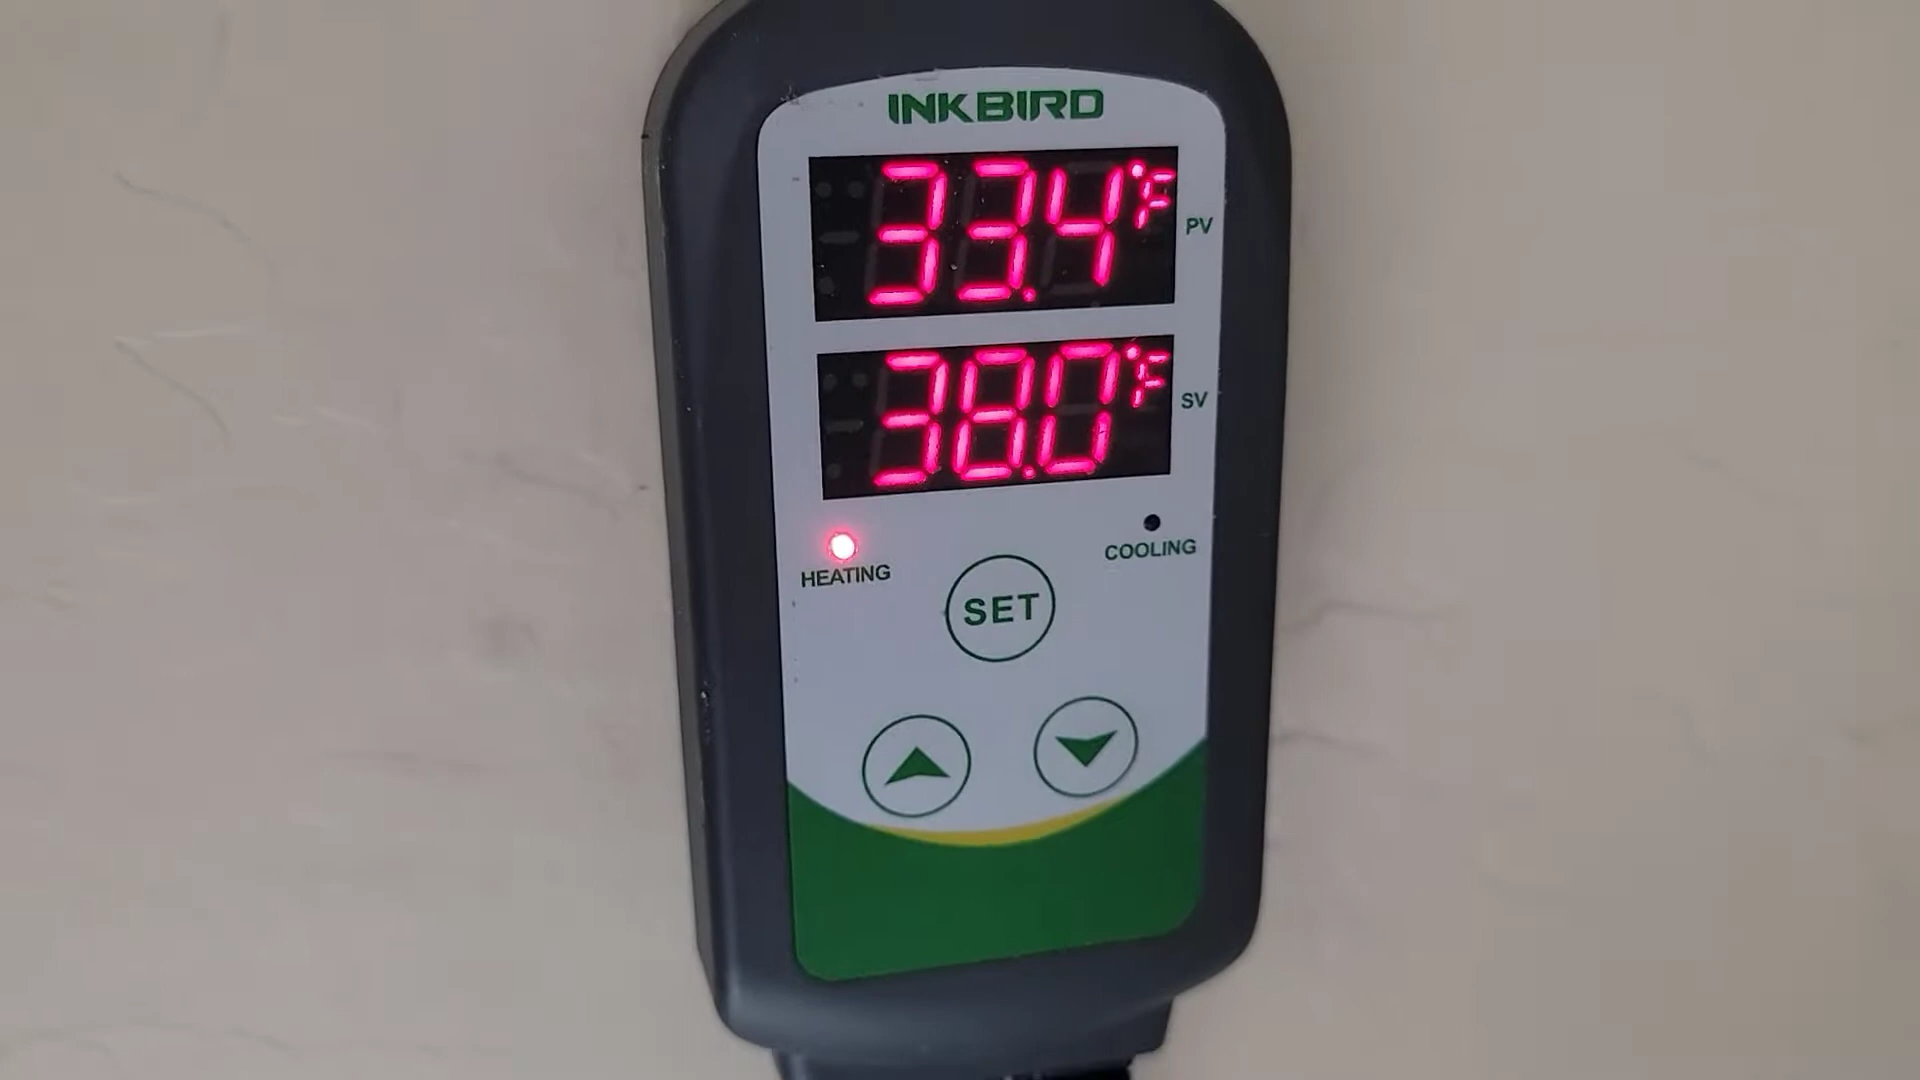 INKBIRD
33.4°F PV
38.0°F SV
HEATING
COOLING
SET